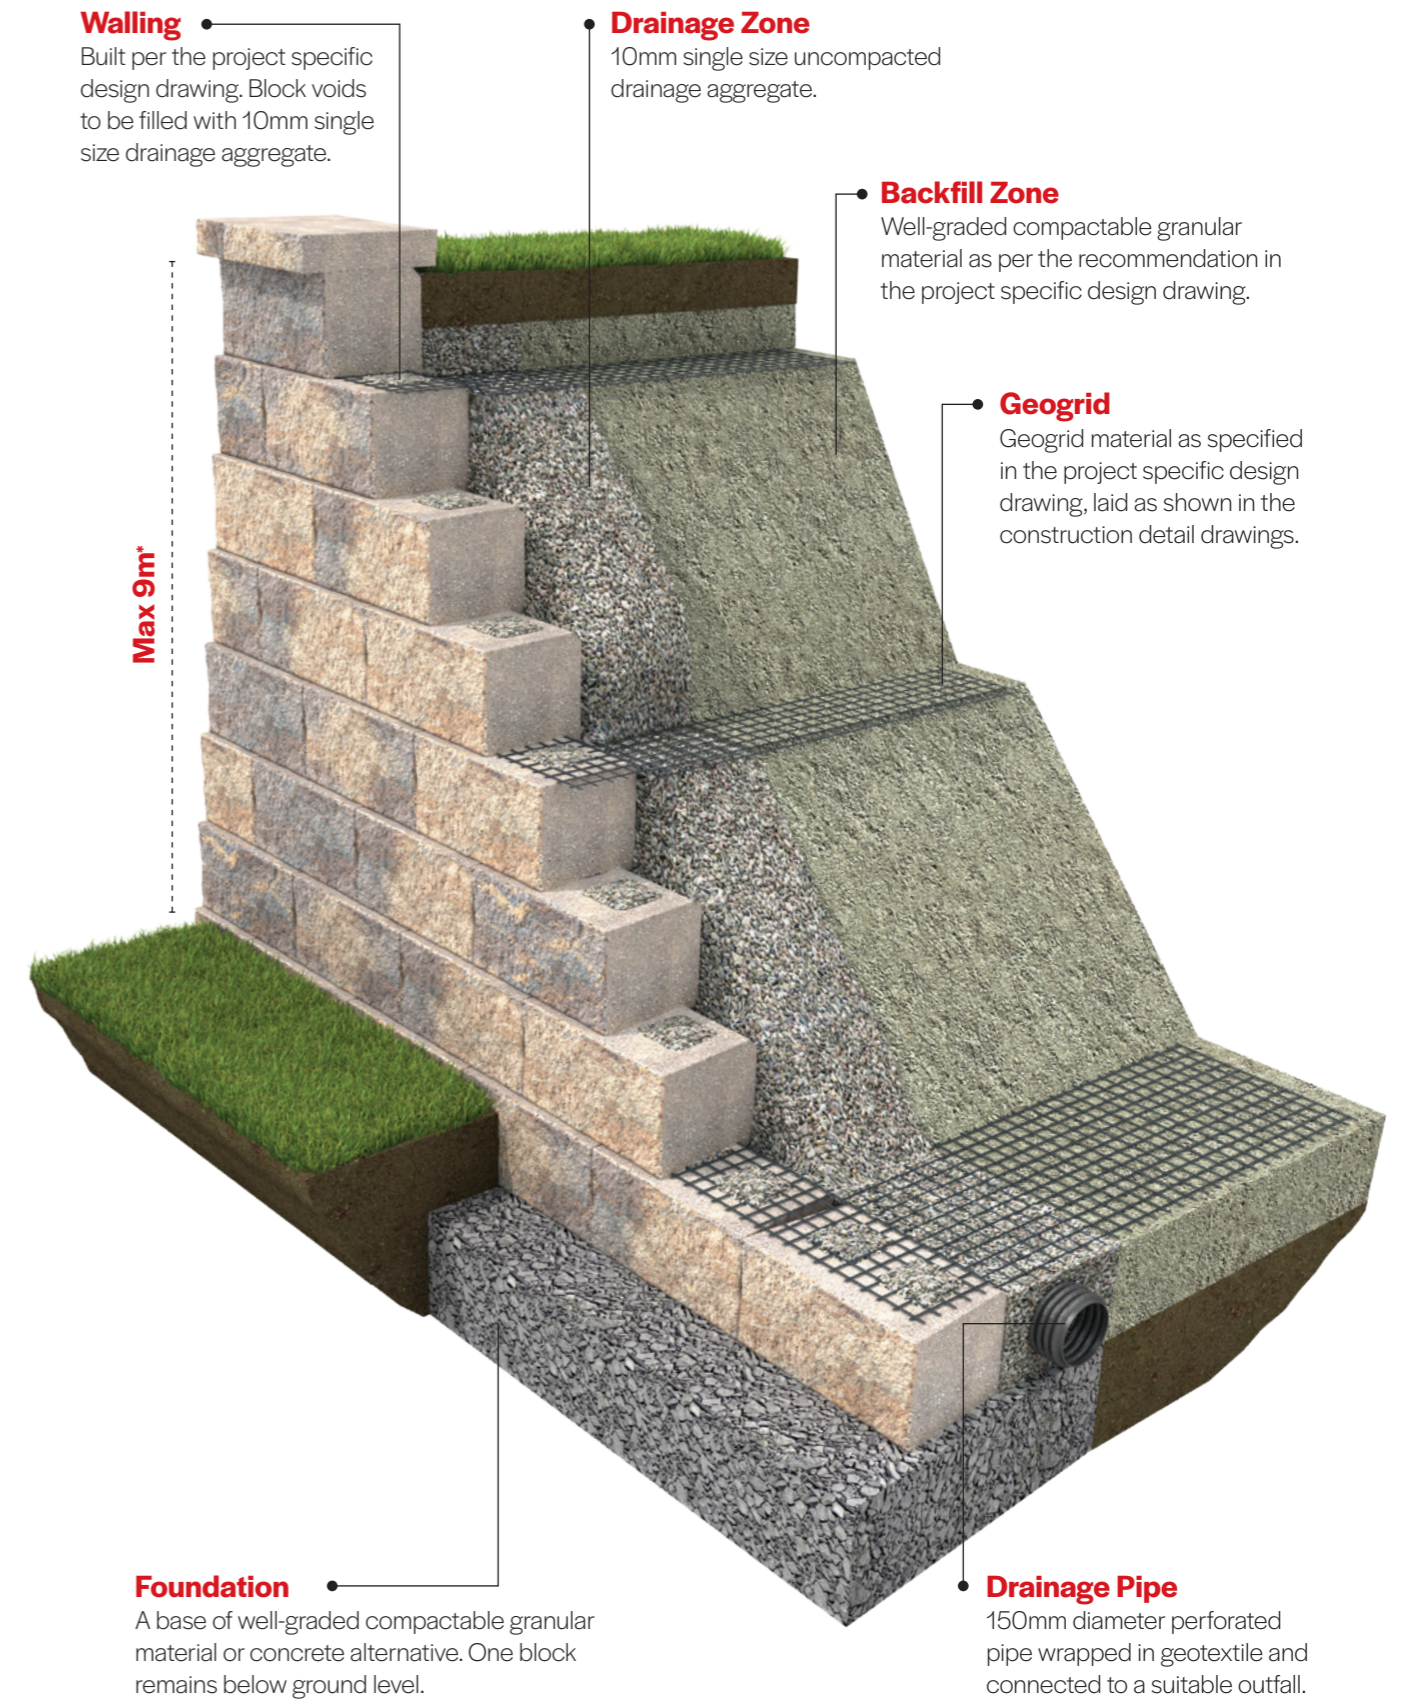 Walling
Built per the project specific
design drawing. Block voids
to be filled with 10mm single
size drainage aggregate.
Drainage Zone
10mm single size uncompacted
drainage aggregate.
Backfill Zone
Well-graded compactable granular
material as per the recommendation in
the project specific design drawing.
Geogrid
Geogrid material as specified
in the project specific design
drawing, laid as shown in the
construction detail drawings.
Max 9m*
Foundation
A base of well-graded compactable granular
material or concrete alternative. One block
remains below ground level.
Drainage Pipe
150mm diameter perforated
pipe wrapped in geotextile and
connected to a suitable outfall.